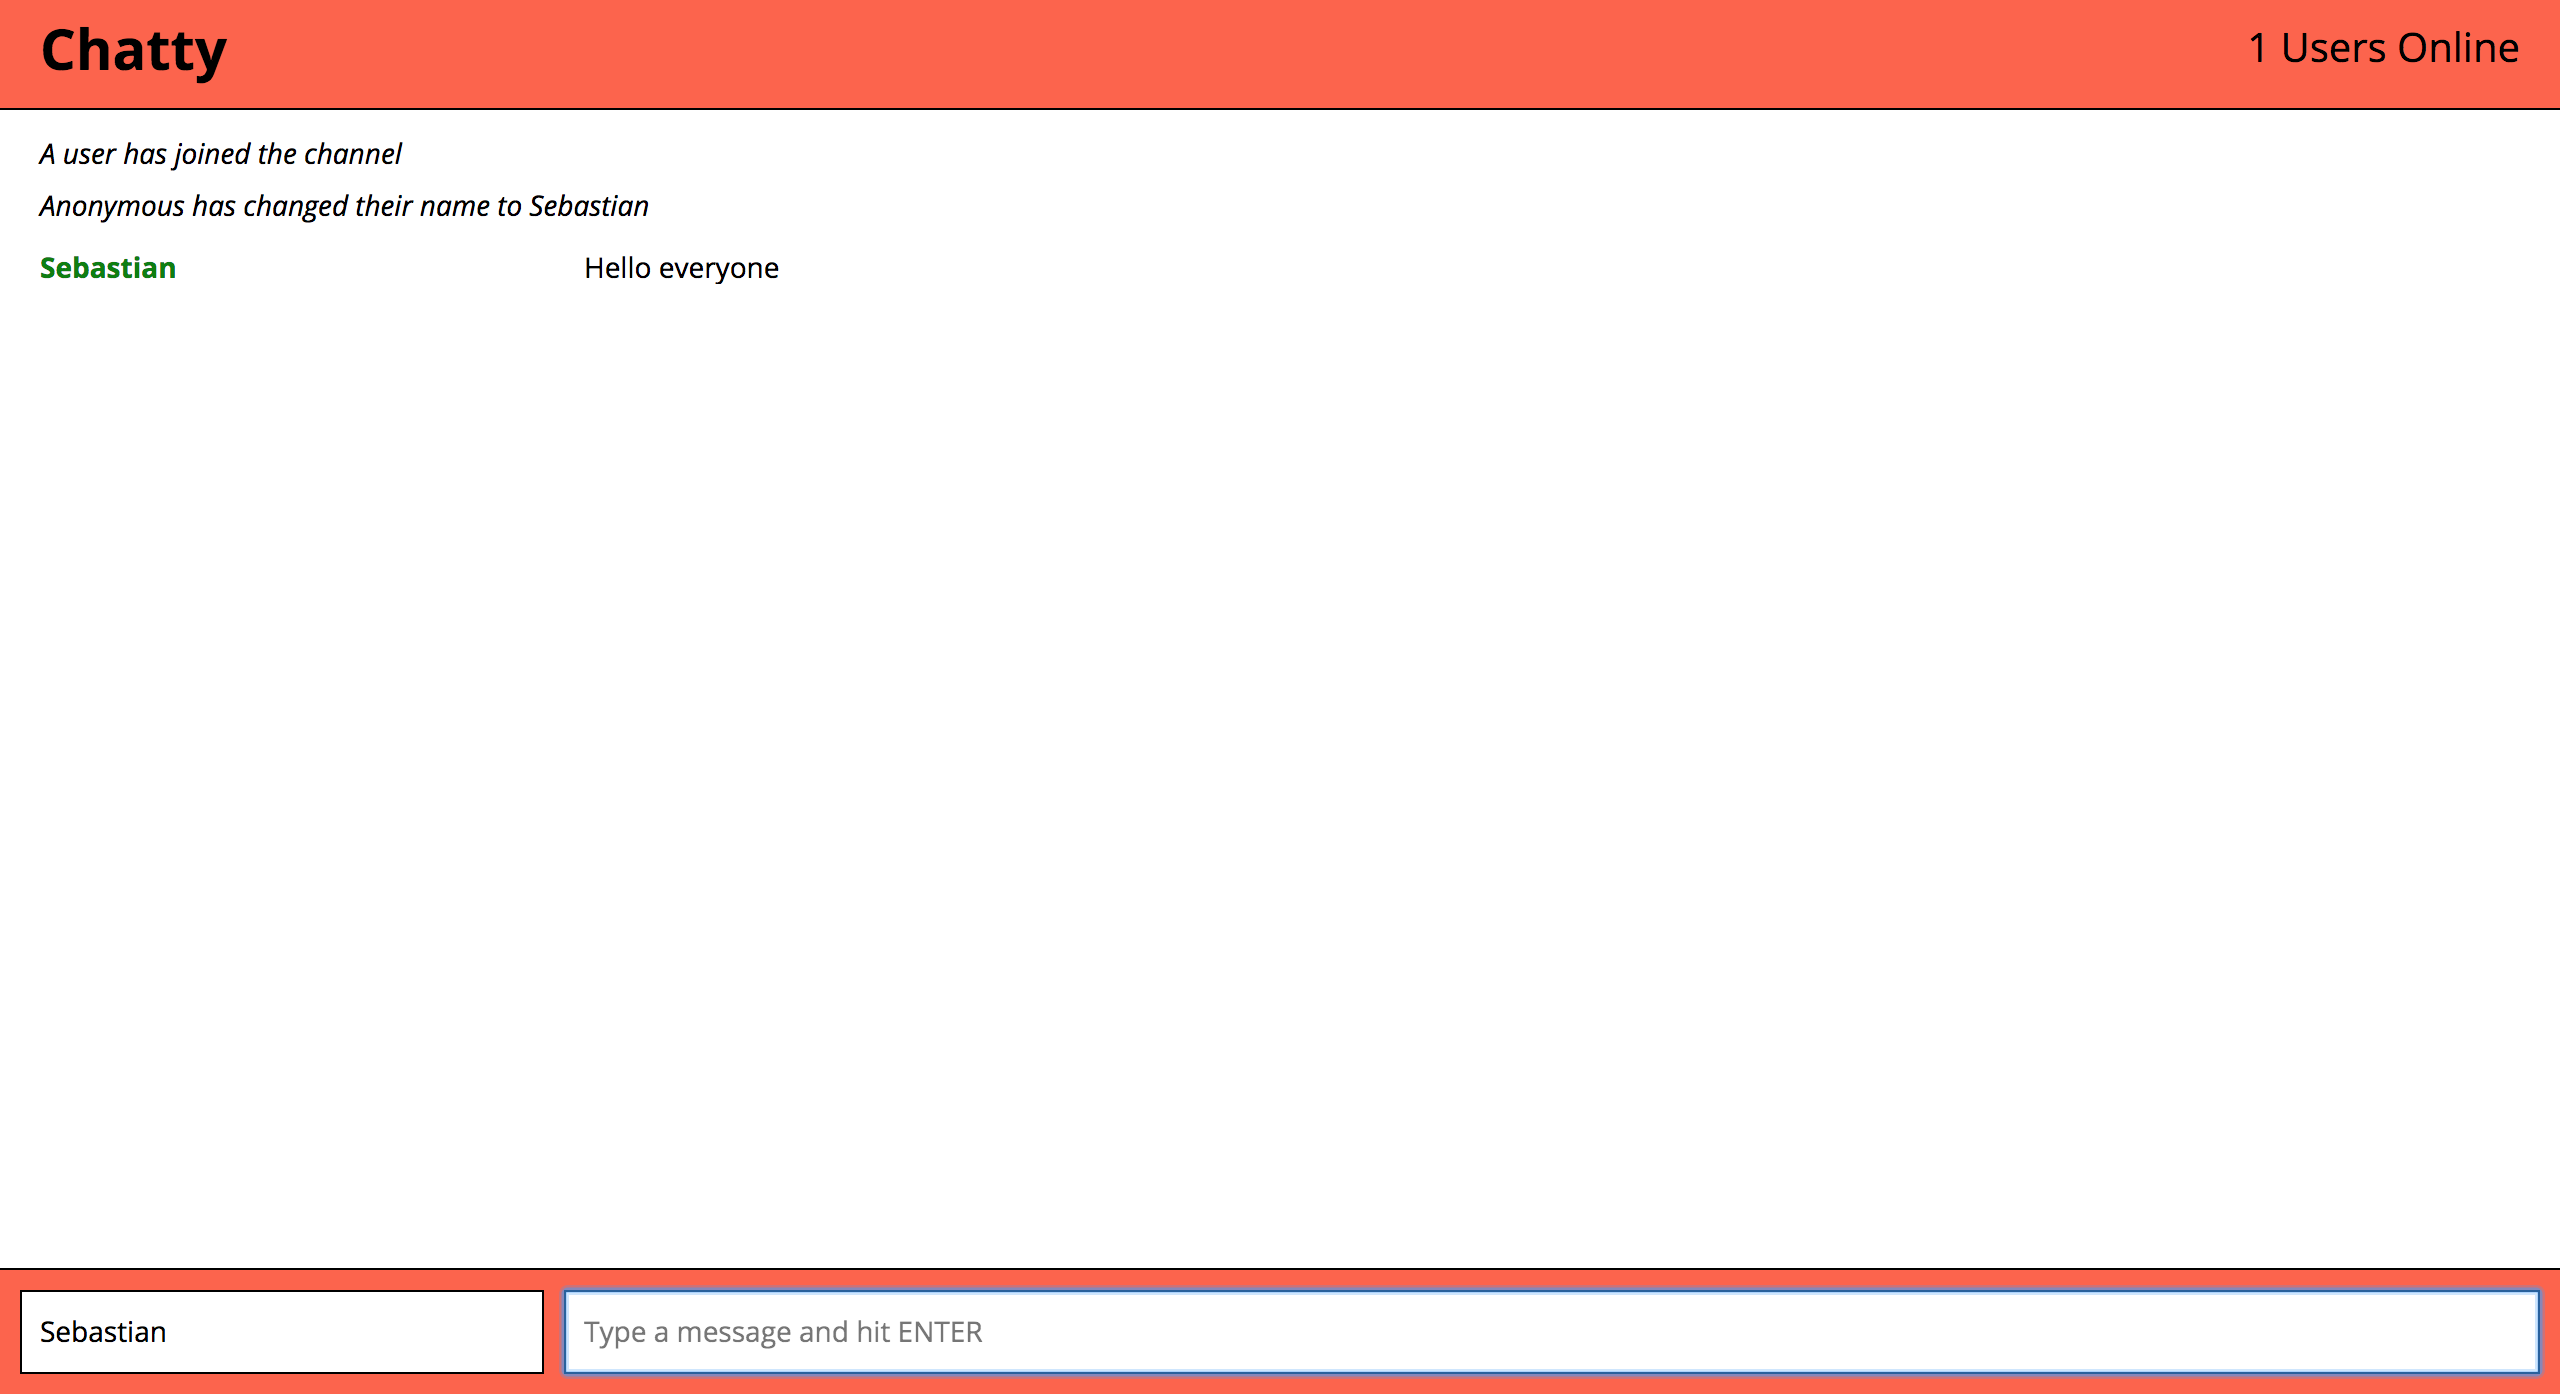 Chatty
1 Users Online
A user has joined the channel
Anonymous has changed their name to Sebastian
Sebastian Hello everyone
Sebastian
Type a message and hit ENTER